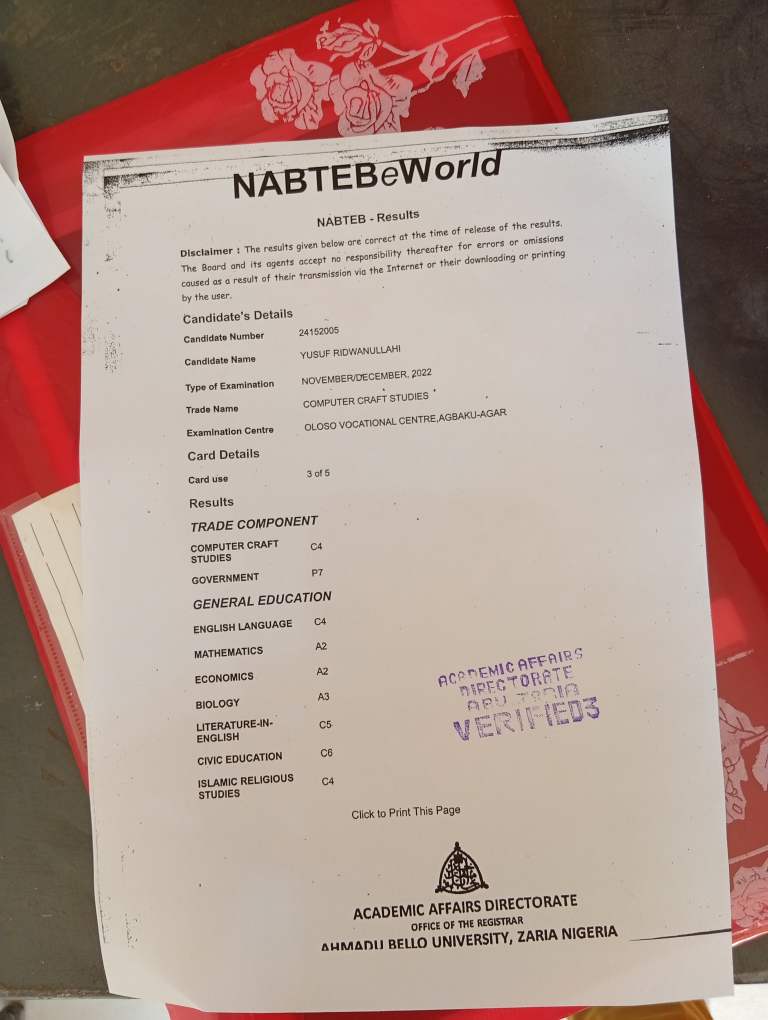 NABTEBeWorld
NABTEB - Results
Disclaimer : The results given below are correct at the time of release of the results.
The Board and its agents accept no responsibility thereafter for errors or omissions
caused as a result of their transmission via the Internet or their downloading or printing
by the user.
Candidate's Details
Candidate Number 24152005
Candidate Name YUSUF RIDWANULLAHI
Type of Examination NOVEMBER/DECEMBER, 2022
Trade Name COMPUTER CRAFT STUDIES
Examination Centre OLOSO VOCATIONAL CENTRE,AGBAKU-AGAR
Card Details
Card use 3 of 5
Results
TRADE COMPONENT
COMPUTER CRAFT C4
STUDIES
GOVERNMENT P7
GENERAL EDUCATION
ENGLISH LANGUAGE C4
MATHEMATICS A2
ECONOMICS A2
BIOLOGY A3
LITERATURE-IN- C5
ENGLISH
CIVIC EDUCATION C6
ISLAMIC RELIGIOUS C4
STUDIES
ACADEMIC AFFAIRS
DIRECTORATE
ABU ZARIA
VERIFIED3
Click to Print This Page
ACADEMIC AFFAIRS DIRECTORATE
OFFICE OF THE REGISTRAR
AHMADU BELLO UNIVERSITY, ZARIA NIGERIA